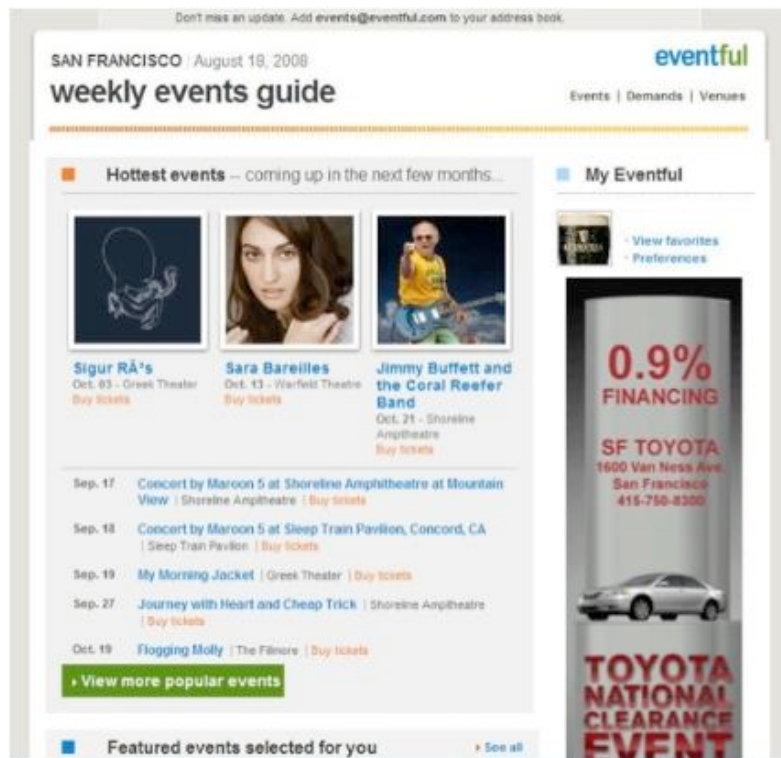 Don't miss an update. Add events@eventful.com to your address book.
SAN FRANCISCO | August 18, 2008
eventful
weekly events guide
Events | Demands | Venues
Hottest events – coming up in the next few months...
Sigur RÃ³s
Oct. 03 - Greek Theater
Buy tickets
Sara Bareilles
Oct. 13 - Warfield Theatre
Buy tickets
Jimmy Buffett and
the Coral Reefer
Band
Oct. 21 - Shoreline
Amptheatre
Buy tickets
Sep. 17 Concert by Maroon 5 at Shoreline Amphitheatre at Mountain
View | Shoreline Amptheatre | Buy tickets
Sep. 18 Concert by Maroon 5 at Sleep Train Pavilion, Concord, CA
| Sleep Train Pavilion | Buy tickets
Sep. 19 My Morning Jacket | Greek Theater | Buy tickets
Sep. 27 Journey with Heart and Cheap Trick | Shoreline Amptheatre
| Buy tickets
Oct. 19 Flogging Molly | The Fillmore | Buy tickets
View more popular events
Featured events selected for you
See all
My Eventful
View favorites
Preferences
0.9%
FINANCING
SF TOYOTA
1600 Van Ness Ave.
San Francisco
415-750-8300
TOYOTA
NATIONAL
CLEARANCE
EVENT